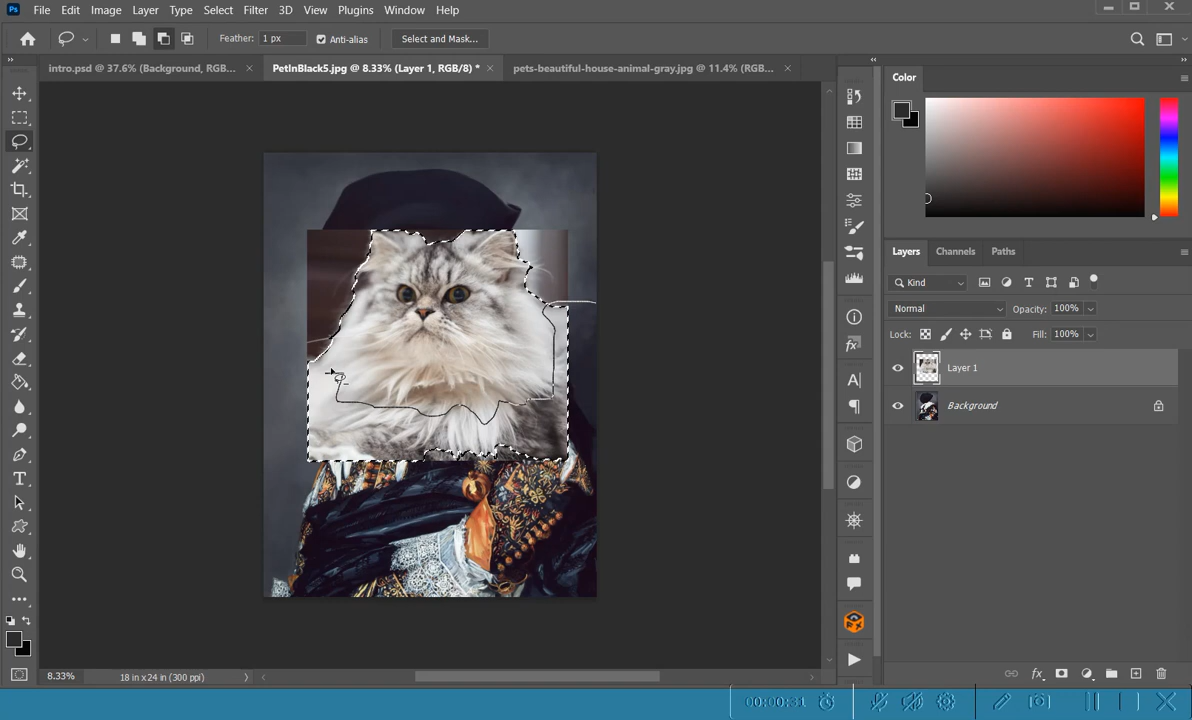 Ps File Edit Image Layer Type Select Filter 3D View Plugins Window Help
Feather: 1 px Anti-alias Select and Mask...
intro.psd @ 37.6% (Background, RGB... × PetInBlack5.jpg @ 8.33% (Layer 1, RGB/8) * × pets-beautiful-house-animal-gray.jpg @ 11.4% (RGB... ×
Color
Layers Channels Paths
Kind
Normal Opacity: 100%
Lock: Fill: 100%
Layer 1
Background
8.33% 18 in x 24 in (300 ppi)
00:00:31